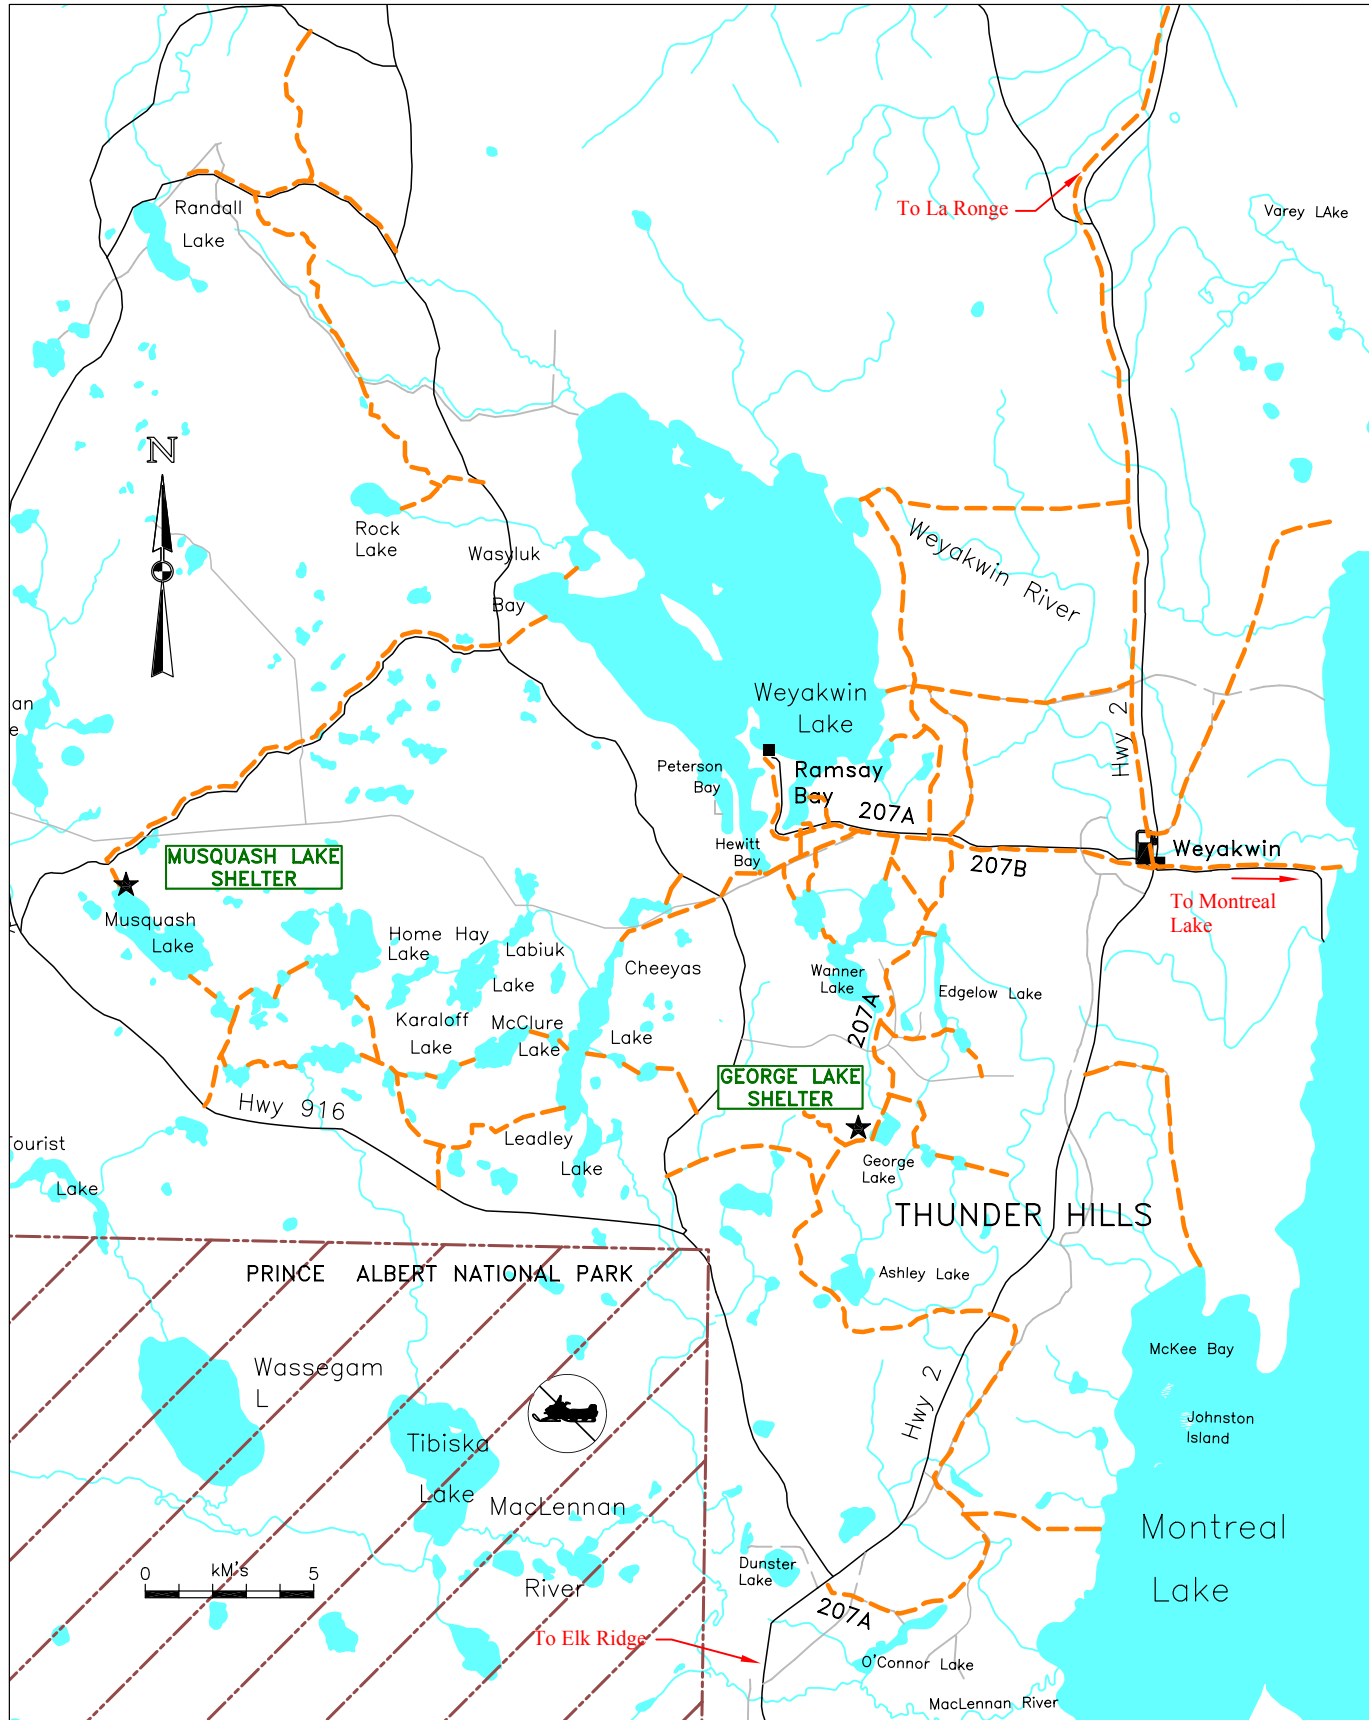 To La Ronge
Varey LAke
Randall
Lake
N
Rock
Lake
Wasyluk
Bay
Weyakwin River
an
e
Weyakwin
Lake
Hwy 2
Peterson
Bay
L
Ramsay
Bay
207A
Hewitt
Bay
207B
Weyakwin
To Montreal
Lake
MUSQUASH LAKE
SHELTER
Musquash
Lake
Home Hay
Lake
Labiuk
Lake
Cheeyas
Lake
Wanner
Lake
Edgelow Lake
207A
Karaloff
Lake
McClure
Lake
GEORGE LAKE
SHELTER
Hwy 916
Leadley
Lake
George
Lake
ourist
Lake
THUNDER HILLS
PRINCE ALBERT NATIONAL PARK
Ashley Lake
McKee Bay
Wassegam
L
Hwy 2
Johnston
Island
Tibiska
Lake
MacLennan
River
Montreal
Lake
0 kM's 5
Dunster
Lake
207A
To Elk Ridge
O'Connor Lake
MacLennan River